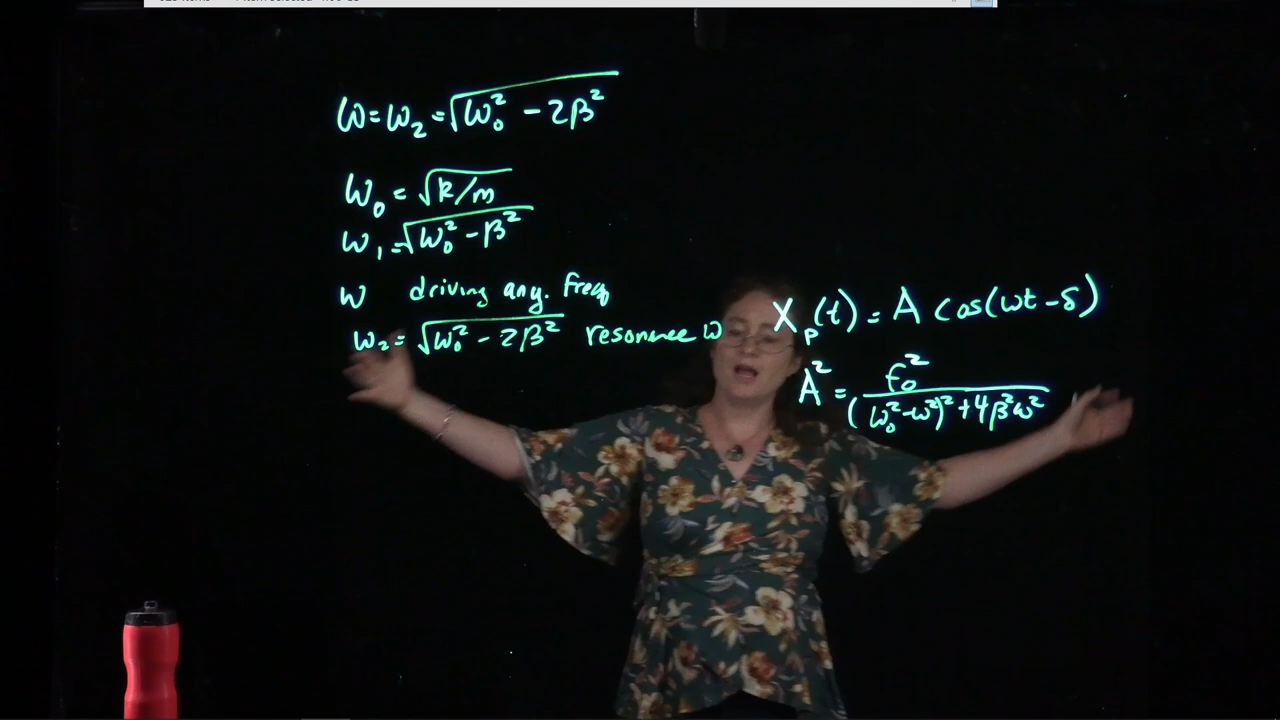 ω=ω₂=√(ω₀² - 2β²)
ω₀ = √(k/m)
ω₁=√(ω₀² - β²)
ω driving ang. freq
ω₂= √(ω₀² - 2β²) resonance ω
Xₚ(t) = A cos(ωt - δ)
A² = f₀² / ((ω₀² - ω²)² + 4β²ω²)